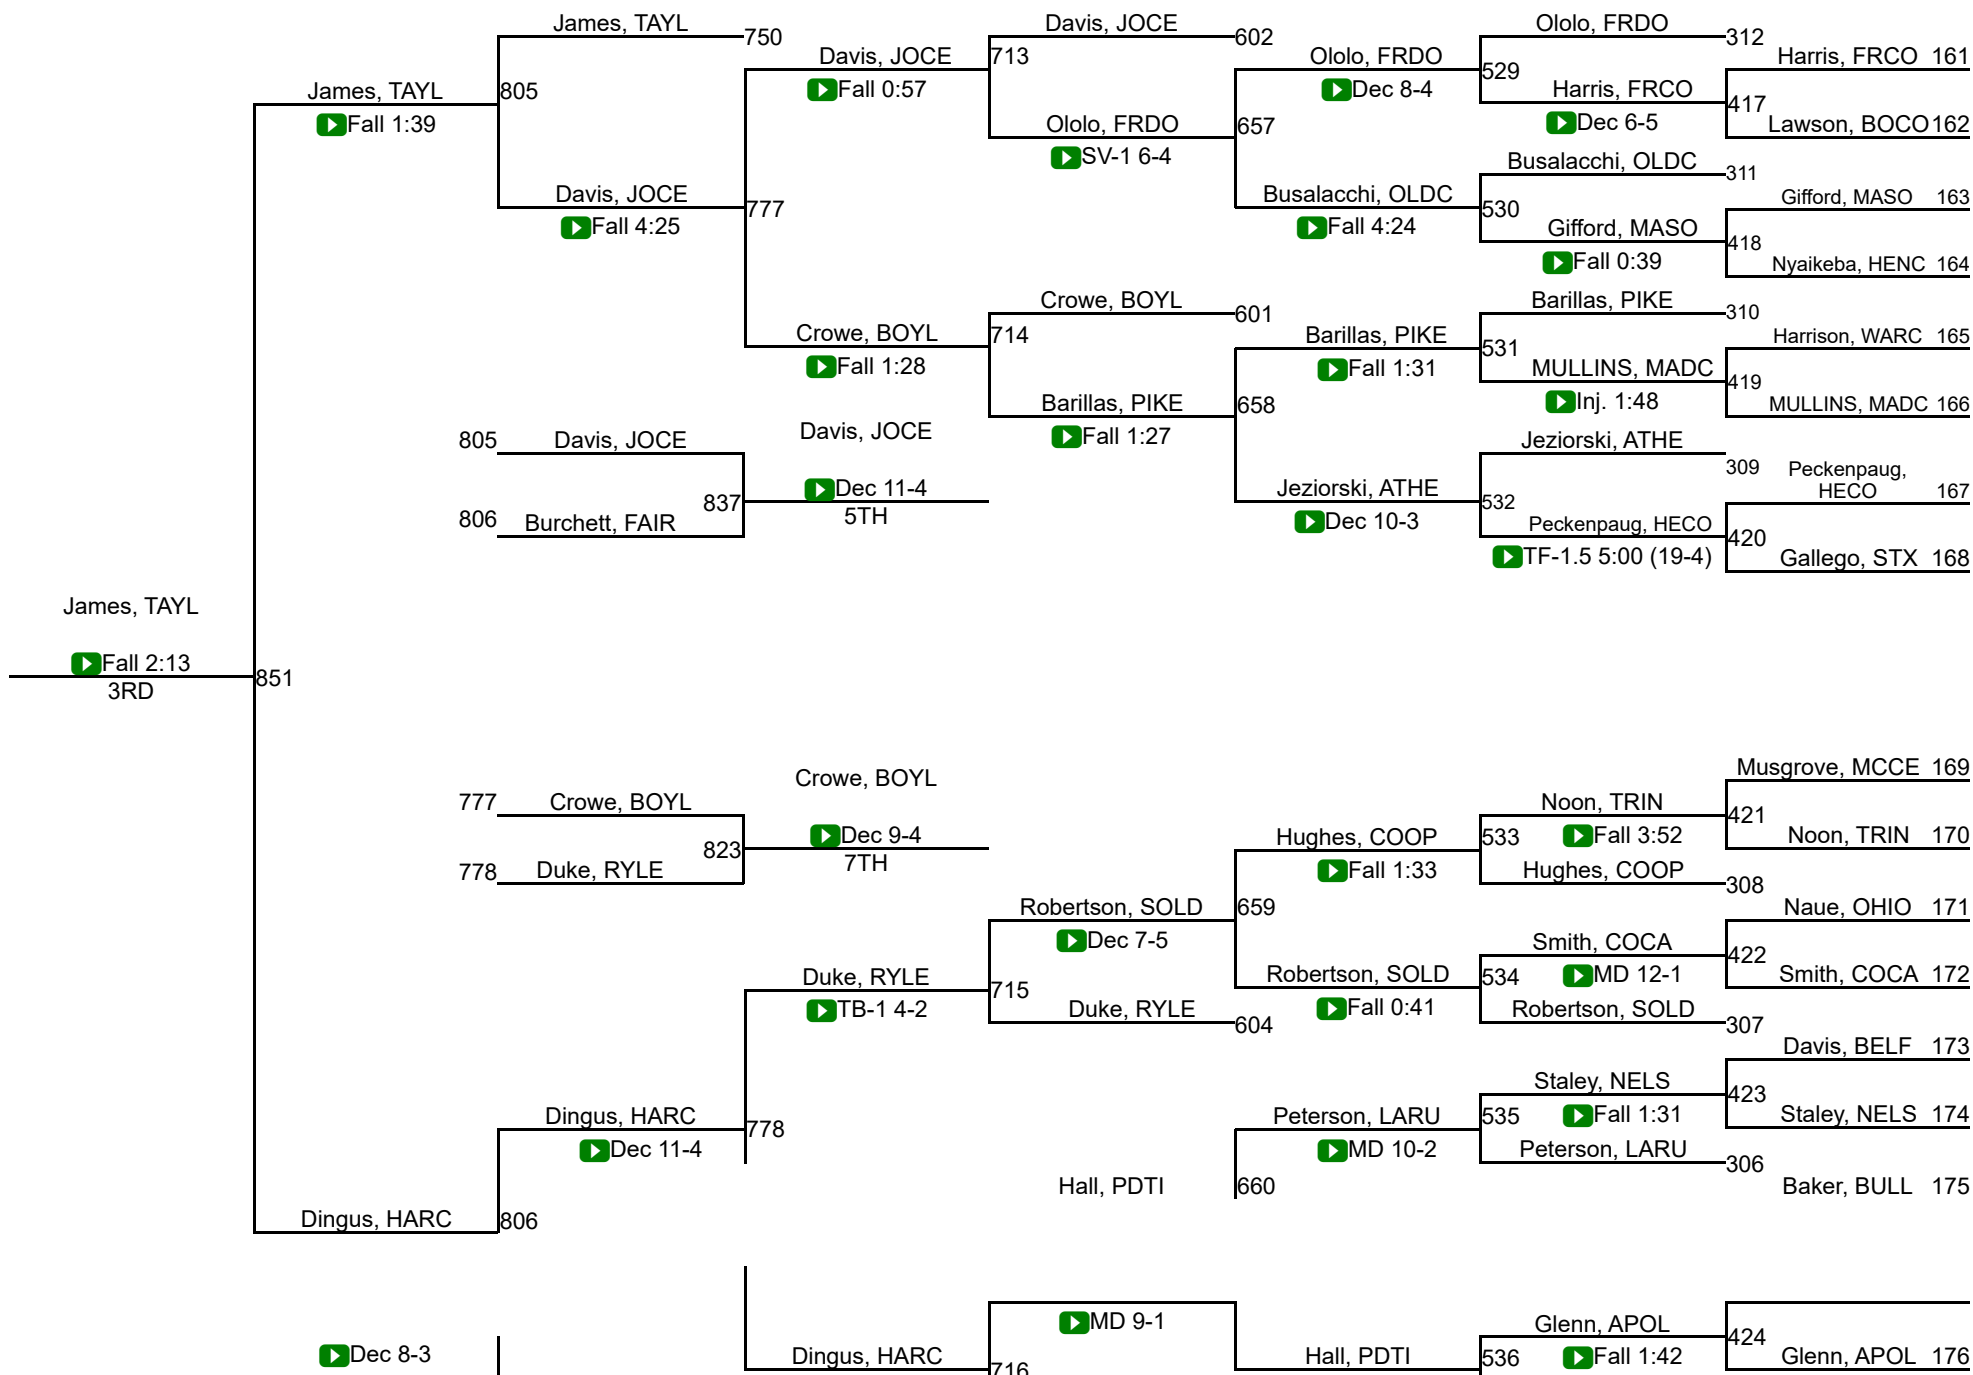 James, TAYL
750
Davis, JOCE
602
Ololo, FRDO
312
Davis, JOCE
713
Ololo, FRDO
Harris, FRCO 161
James, TAYL
805
Fall 0:57
Dec 8-4
529
Harris, FRCO
417
Fall 1:39
Ololo, FRDO
657
Dec 6-5
Lawson, BOCO 162
SV-1 6-4
Busalacchi, OLDC
311
Davis, JOCE
777
Busalacchi, OLDC
530
Gifford, MASO 163
Fall 4:25
Fall 4:24
Gifford, MASO
418
Fall 0:39
Nyaikeba, HENC 164
Crowe, BOYL
601
Barillas, PIKE
310
Crowe, BOYL
714
Barillas, PIKE
531
Harrison, WARC 165
Fall 1:28
Fall 1:31
MULLINS, MADC
419
Barillas, PIKE
658
Inj. 1:48
MULLINS, MADC 166
805
Davis, JOCE
Davis, JOCE
Fall 1:27
Jeziorski, ATHE
309
Peckenpaug,
HECO 167
837
Dec 11-4
Jeziorski, ATHE
532
806
Burchett, FAIR
5TH
Dec 10-3
Peckenpaug, HECO
420
TF-1.5 5:00 (19-4)
Gallego, STX 168
James, TAYL
Fall 2:13
851
3RD
Musgrove, MCCE 169
777
Crowe, BOYL
Crowe, BOYL
Noon, TRIN
421
823
Dec 9-4
Hughes, COOP
533
Fall 3:52
Noon, TRIN 170
778
Duke, RYLE
7TH
Fall 1:33
Hughes, COOP
308
Robertson, SOLD
659
Naue, OHIO 171
Dec 7-5
Smith, COCA
422
Duke, RYLE
715
Robertson, SOLD
534
MD 12-1
Smith, COCA 172
TB-1 4-2
Duke, RYLE
604
Fall 0:41
Robertson, SOLD
307
Davis, BELF 173
Staley, NELS
423
Dingus, HARC
778
Peterson, LARU
535
Fall 1:31
Staley, NELS 174
Dec 11-4
MD 10-2
Peterson, LARU
306
Hall, PDTI
660
Baker, BULL 175
Dingus, HARC
806
MD 9-1
Glenn, APOL
424
Dec 8-3
Dingus, HARC
716
Hall, PDTI
536
Fall 1:42
Glenn, APOL 176